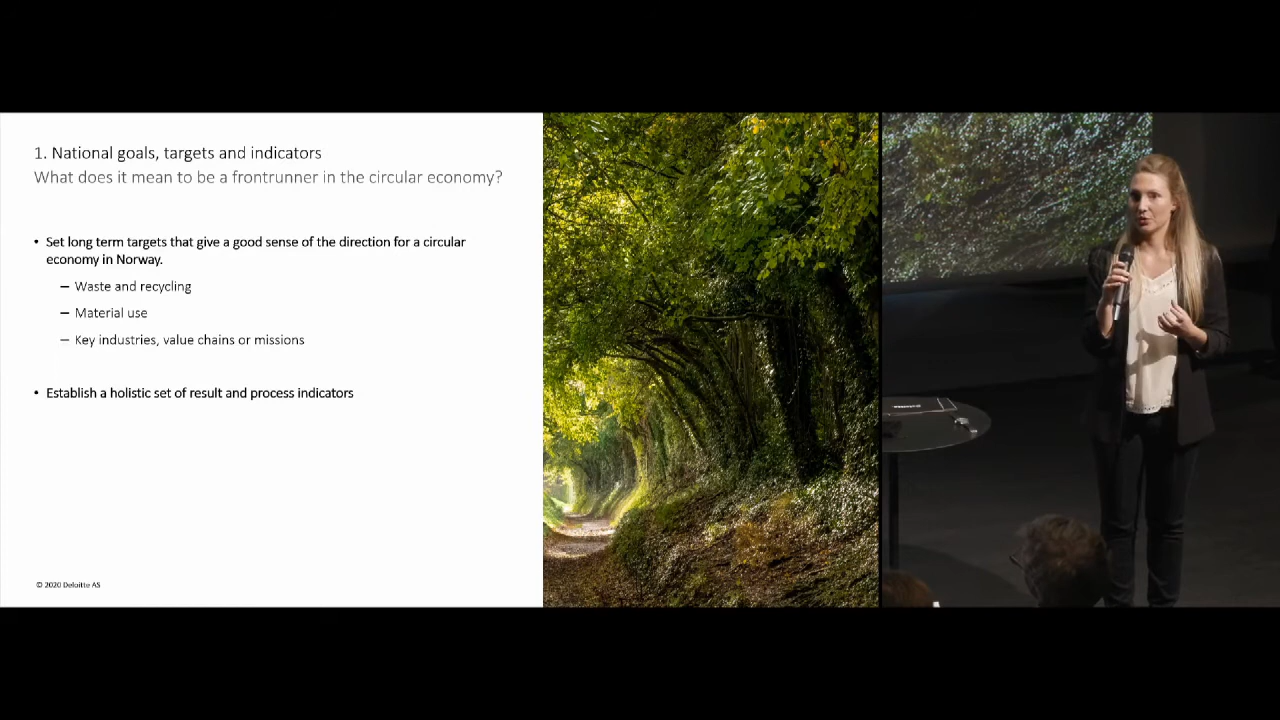 1. National goals, targets and indicators
What does it mean to be a frontrunner in the circular economy?
• Set long term targets that give a good sense of the direction for a circular
economy in Norway.
– Waste and recycling
– Material use
– Key industries, value chains or missions
• Establish a holistic set of result and process indicators
© 2020 Deloitte AS